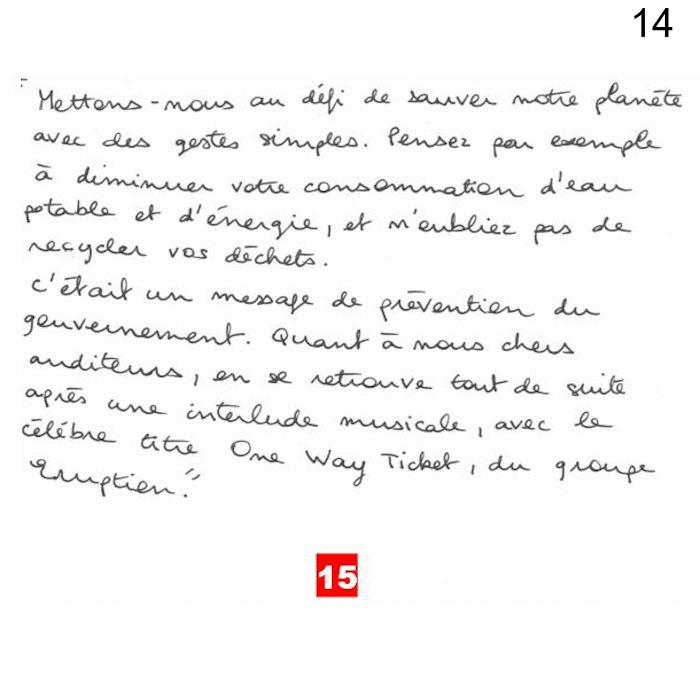 14
Mettons-nous au défi de sauver notre planète
avec des gestes simples. Pensez par exemple
à diminuer votre consommation d'eau
potable et d'énergie, et n'oubliez pas de
recycler vos déchets.
c'était un message de prévention du
gouvernement. Quant à nous chers
auditeurs, on se retrouve tout de suite
après une interlude musicale, avec le
célèbre titre One Way Ticket, du groupe
Eruption."
15